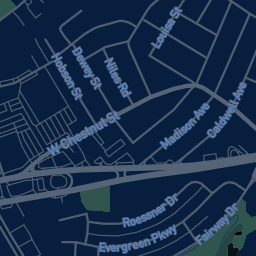 Louise St
Dewey St
Niles Rd
Hobson St
W Chestnut St
Madison Ave
Caldwell Ave
Roessner Dr
Fairway Dr
Evergreen Pkwy